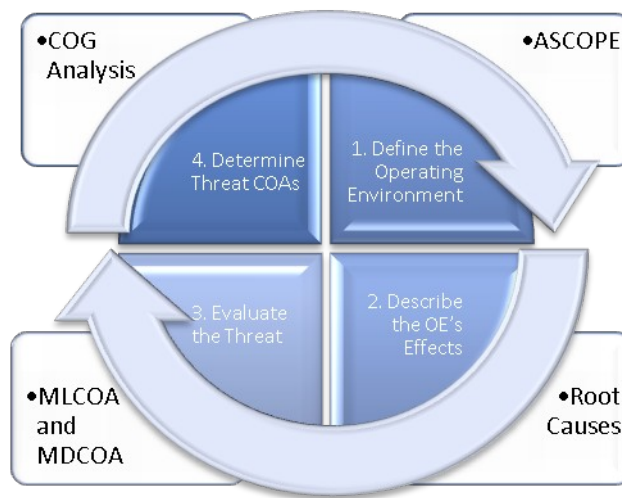 •COG
Analysis
•ASCOPE
4. Determine
Threat COAs
1. Define the
Operating
Environment
3. Evaluate
the Threat
2. Describe
the OE's
Effects
•MLCOA
and
MDCOA
•Root
Causes